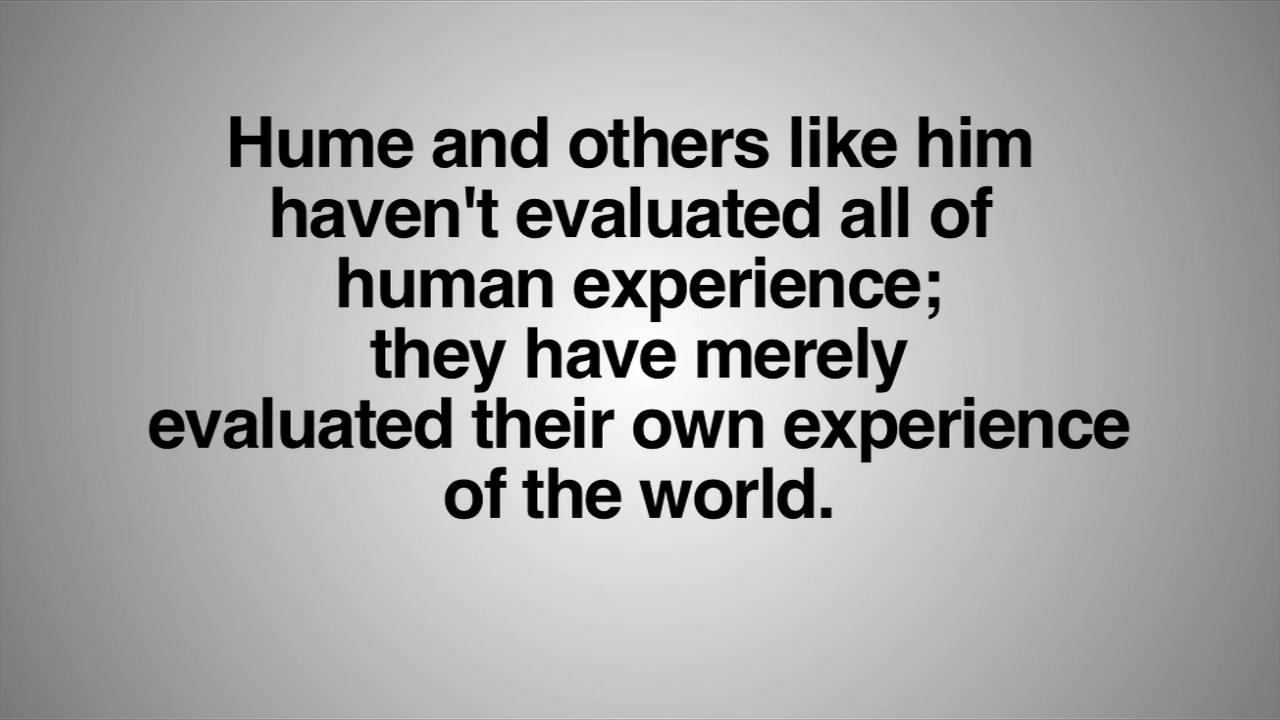 Hume and others like him
haven't evaluated all of
human experience;
they have merely
evaluated their own experience
of the world.